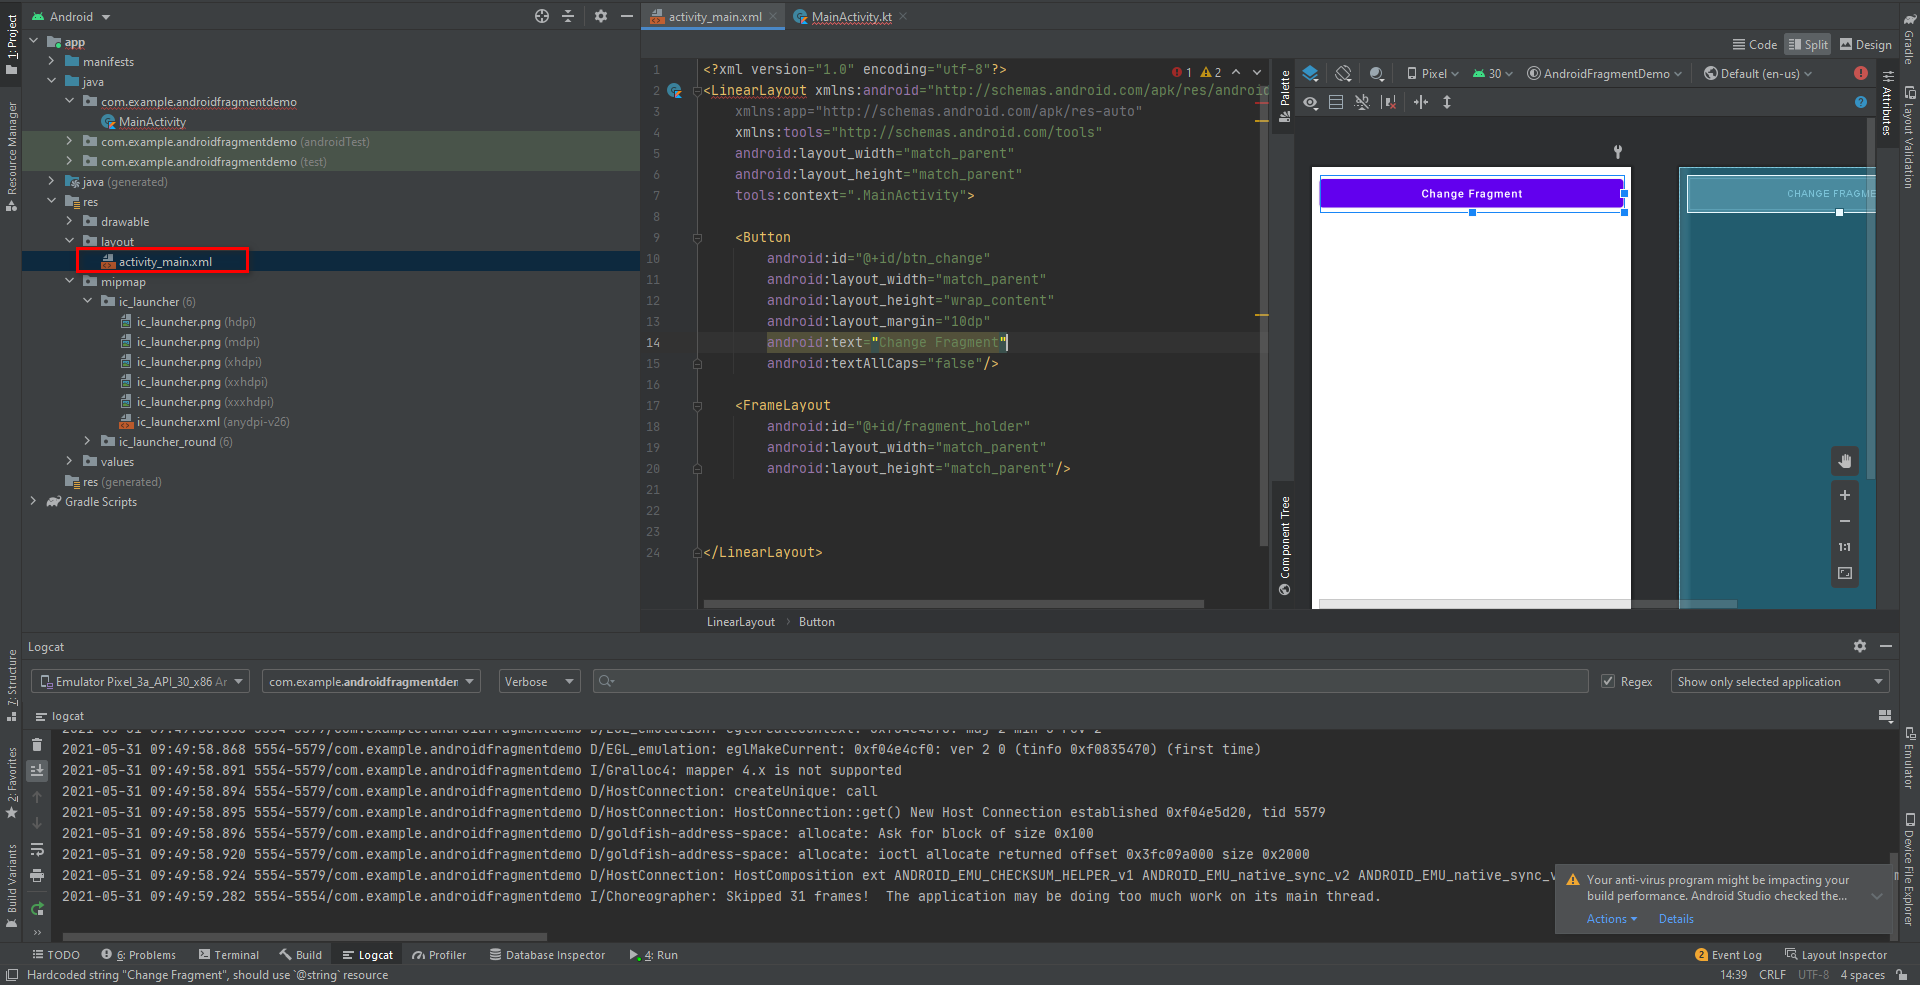 1: Project
Resource Manager
7: Structure
2: Favorites
Build Variants
Android
app
manifests
java
com.example.androidfragmentdemo
MainActivity
com.example.androidfragmentdemo (androidTest)
com.example.androidfragmentdemo (test)
java (generated)
res
drawable
layout
activity_main.xml
mipmap
ic_launcher (6)
ic_launcher.png (hdpi)
ic_launcher.png (mdpi)
ic_launcher.png (xhdpi)
ic_launcher.png (xxhdpi)
ic_launcher.png (xxxhdpi)
ic_launcher.xml (anydpi-v26)
ic_launcher_round (6)
values
res (generated)
Gradle Scripts
activity_main.xml
MainActivity.kt
Code Split Design
1 <?xml version="1.0" encoding="utf-8"?>
1 2
2 <LinearLayout xmlns:android="http://schemas.android.com/apk/res/android
3 xmlns:app="http://schemas.android.com/apk/res-auto"
4 xmlns:tools="http://schemas.android.com/tools"
5 android:layout_width="match_parent"
6 android:layout_height="match_parent"
7 tools:context=".MainActivity">
8
9 <Button
10 android:id="@+id/btn_change"
11 android:layout_width="match_parent"
12 android:layout_height="wrap_content"
13 android:layout_margin="10dp"
14 android:text="Change Fragment"
15 android:textAllCaps="false"/>
16
17 <FrameLayout
18 android:id="@+id/fragment_holder"
19 android:layout_width="match_parent"
20 android:layout_height="match_parent"/>
21
22
23
24 </LinearLayout>
LinearLayout > Button
Palette
Component Tree
Pixel 30 AndroidFragmentDemo Default (en-us)
Change Fragment
CHANGE FRAGME
1:1
Attributes
Gradle
Layout Validation
Emulator
Device File Explorer
Logcat
Emulator Pixel_3a_API_30_x86 Ar
com.example.androidfragmentder
Verbose
Regex
Show only selected application
logcat
2021-05-31 09:49:58.868 5554-5579/com.example.androidfragmentdemo D/EGL_emulation: eglMakeCurrent: 0xf04e4cf0: ver 2 0 (tinfo 0xf0835470) (first time)
2021-05-31 09:49:58.891 5554-5579/com.example.androidfragmentdemo I/Gralloc4: mapper 4.x is not supported
2021-05-31 09:49:58.894 5554-5579/com.example.androidfragmentdemo D/HostConnection: createUnique: call
2021-05-31 09:49:58.895 5554-5579/com.example.androidfragmentdemo D/HostConnection: HostConnection::get() New Host Connection established 0xf04e5d20, tid 5579
2021-05-31 09:49:58.896 5554-5579/com.example.androidfragmentdemo D/goldfish-address-space: allocate: Ask for block of size 0x100
2021-05-31 09:49:58.920 5554-5579/com.example.androidfragmentdemo D/goldfish-address-space: allocate: ioctl allocate returned offset 0x3fc09a000 size 0x2000
2021-05-31 09:49:58.924 5554-5579/com.example.androidfragmentdemo D/HostConnection: HostComposition ext ANDROID_EMU_CHECKSUM_HELPER_v1 ANDROID_EMU_native_sync_v2 ANDROID_EMU_native_sync_v
2021-05-31 09:49:59.282 5554-5554/com.example.androidfragmentdemo I/Choreographer: Skipped 31 frames! The application may be doing too much work on its main thread.
Your anti-virus program might be impacting your
build performance. Android Studio checked the...
Actions Details
TODO 6: Problems Terminal Build Logcat Profiler Database Inspector 4: Run
2 Event Log Layout Inspector
Hardcoded string "Change Fragment", should use `@string` resource
14:39 CRLF UTF-8 4 spaces